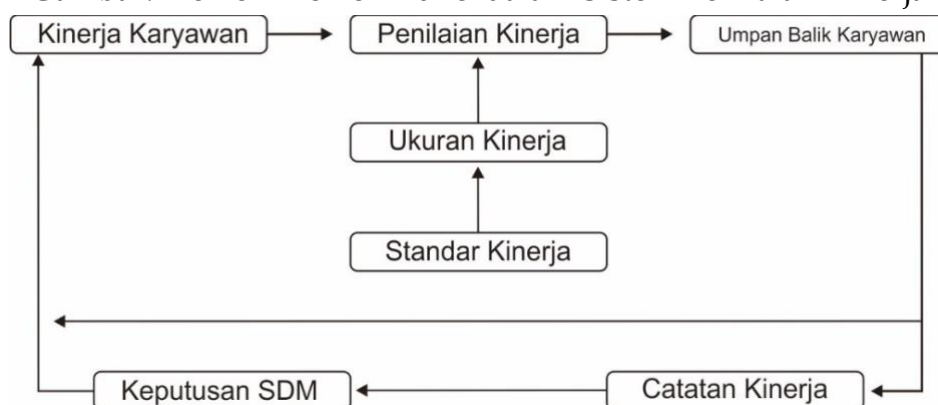 Kinerja Karyawan
Penilaian Kinerja
Umpan Balik Karyawan
Ukuran Kinerja
Standar Kinerja
Keputusan SDM
Catatan Kinerja